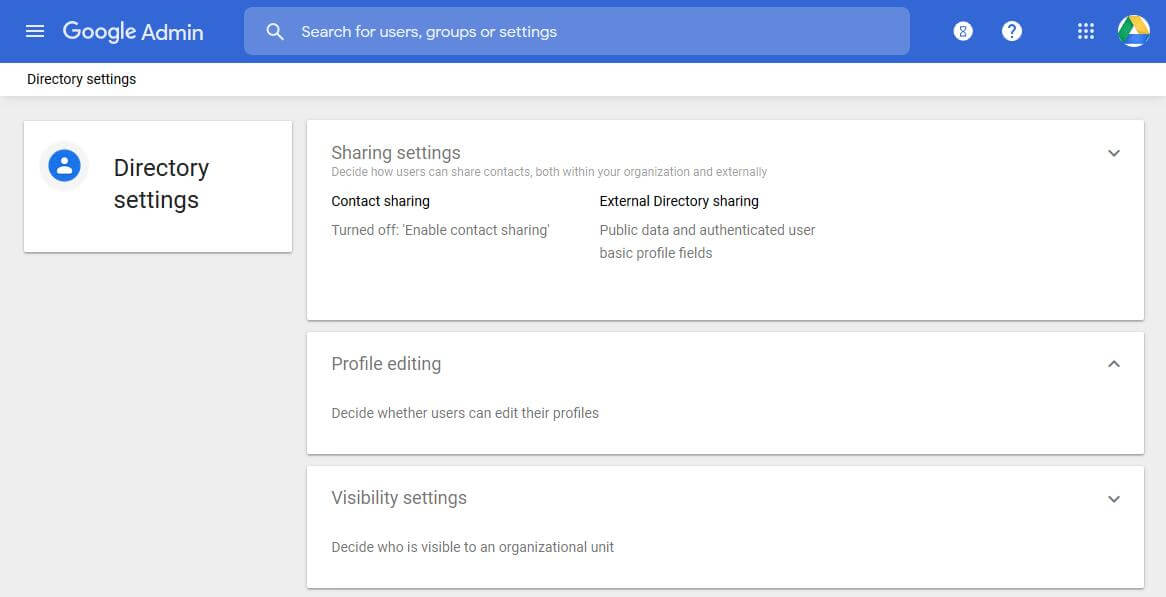 Google Admin
Search for users, groups or settings
?
Directory settings
Directory
settings
Sharing settings
Decide how users can share contacts, both within your organization and externally
Contact sharing
Turned off: 'Enable contact sharing'
External Directory sharing
Public data and authenticated user
basic profile fields
Profile editing
Decide whether users can edit their profiles
Visibility settings
Decide who is visible to an organizational unit